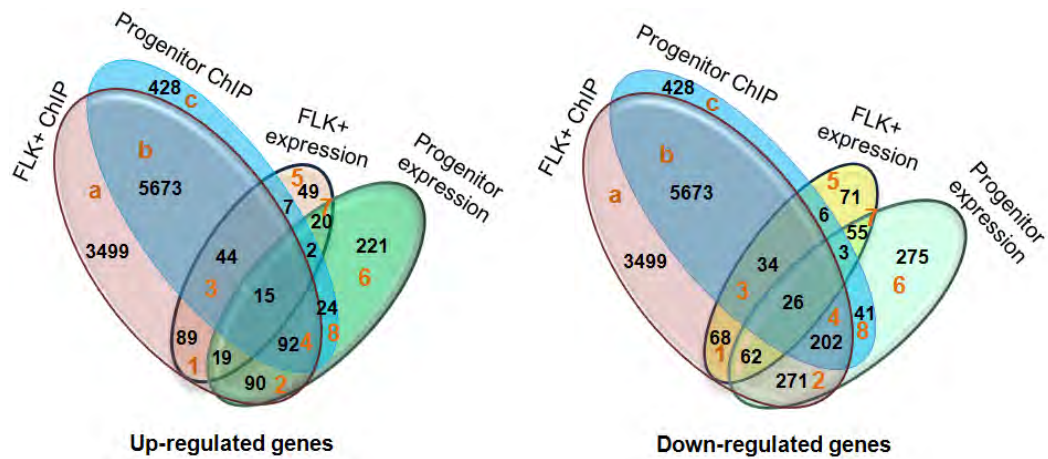 FLK+ ChIP
Progenitor ChIP
FLK+
expression
Progenitor
expression
428
c
b
5673
a
3499
5
49
7
7
20
2
221
6
44
3
15
24
8
92
4
89
1
19
90
2
Up-regulated genes
FLK+ ChIP
Progenitor ChIP
FLK+
expression
Progenitor
expression
428
c
b
5673
a
3499
5
71
7
6
55
3
275
6
34
3
26
4
41
8
202
68
1
62
271
2
Down-regulated genes